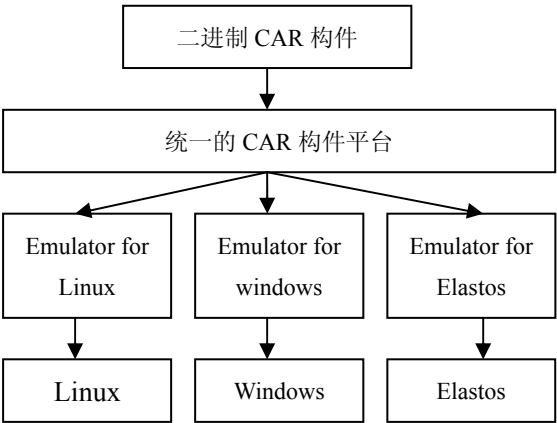 二进制 CAR 构件
统一的 CAR 构件平台
Emulator for
Linux
Emulator for
windows
Emulator for
Elastos
Linux
Windows
Elastos